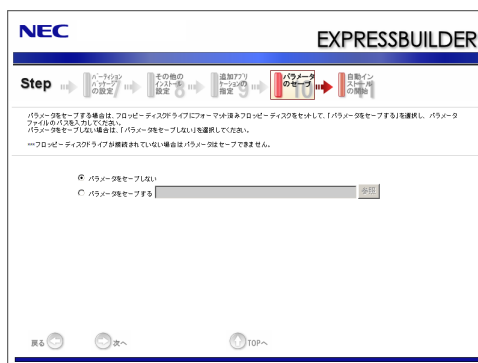 NEC
EXPRESSBUILDER
Step
パーティション
パッケージ
の設定
7
その他の
インストール
設定
8
追加アプリ
ケーションの
指定
9
パラメータ
のセーブ
10
自動イン
ストール
の開始
11
パラメータをセーブする場合は、フロッピーディスクドライブにフォーマット済みフロッピーディスクをセットして、「パラメータをセーブする」を選択し、パラメータ
ファイルのパスを入力してください。
パラメータをセーブしない場合は、「パラメータをセーブしない」を選択してください。
***フロッピーディスクドライブが接続されていない場合はパラメータはセーブできません。
パラメータをセーブしない
パラメータをセーブする
参照
戻る
次へ
TOPへ